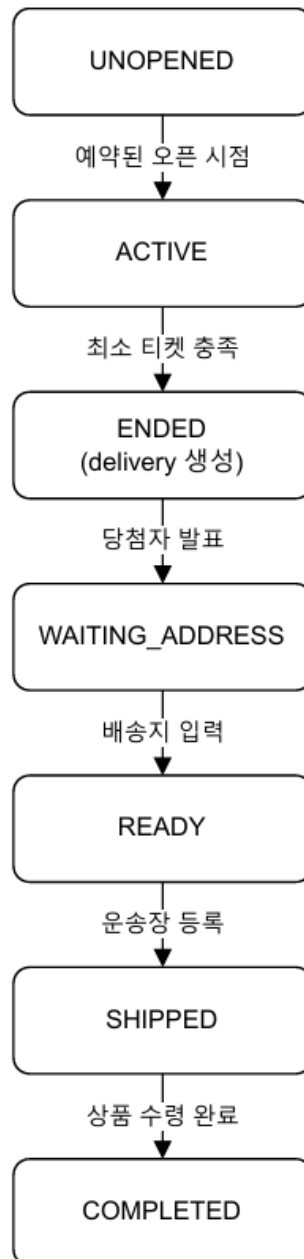 UNOPENED
예약된 오픈 시점
ACTIVE
최소 티켓 충족
ENDED
(delivery 생성)
당첨자 발표
WAITING_ADDRESS
배송지 입력
READY
운송장 등록
SHIPPED
상품 수령 완료
COMPLETED